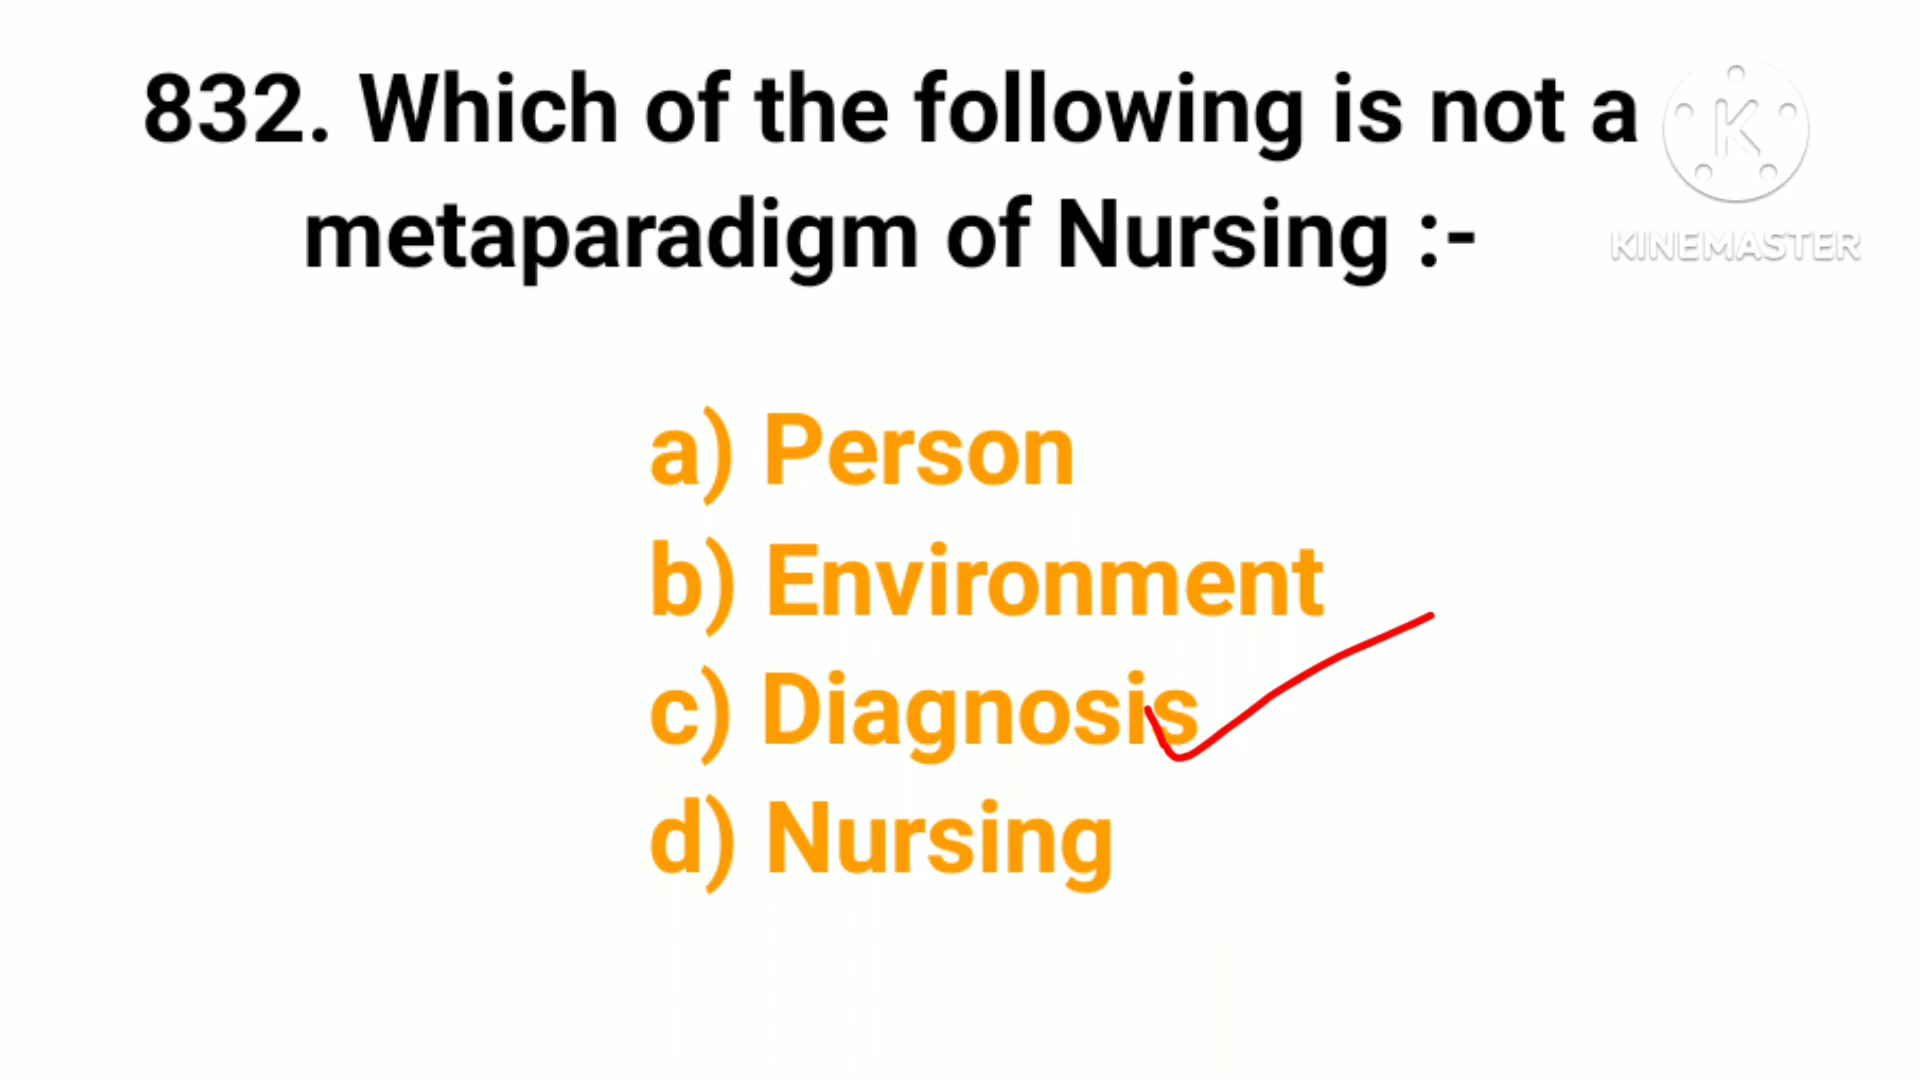 832. Which of the following is not a
metaparadigm of Nursing :-
K
KINEMASTER
a) Person
b) Environment
c) Diagnosis
d) Nursing